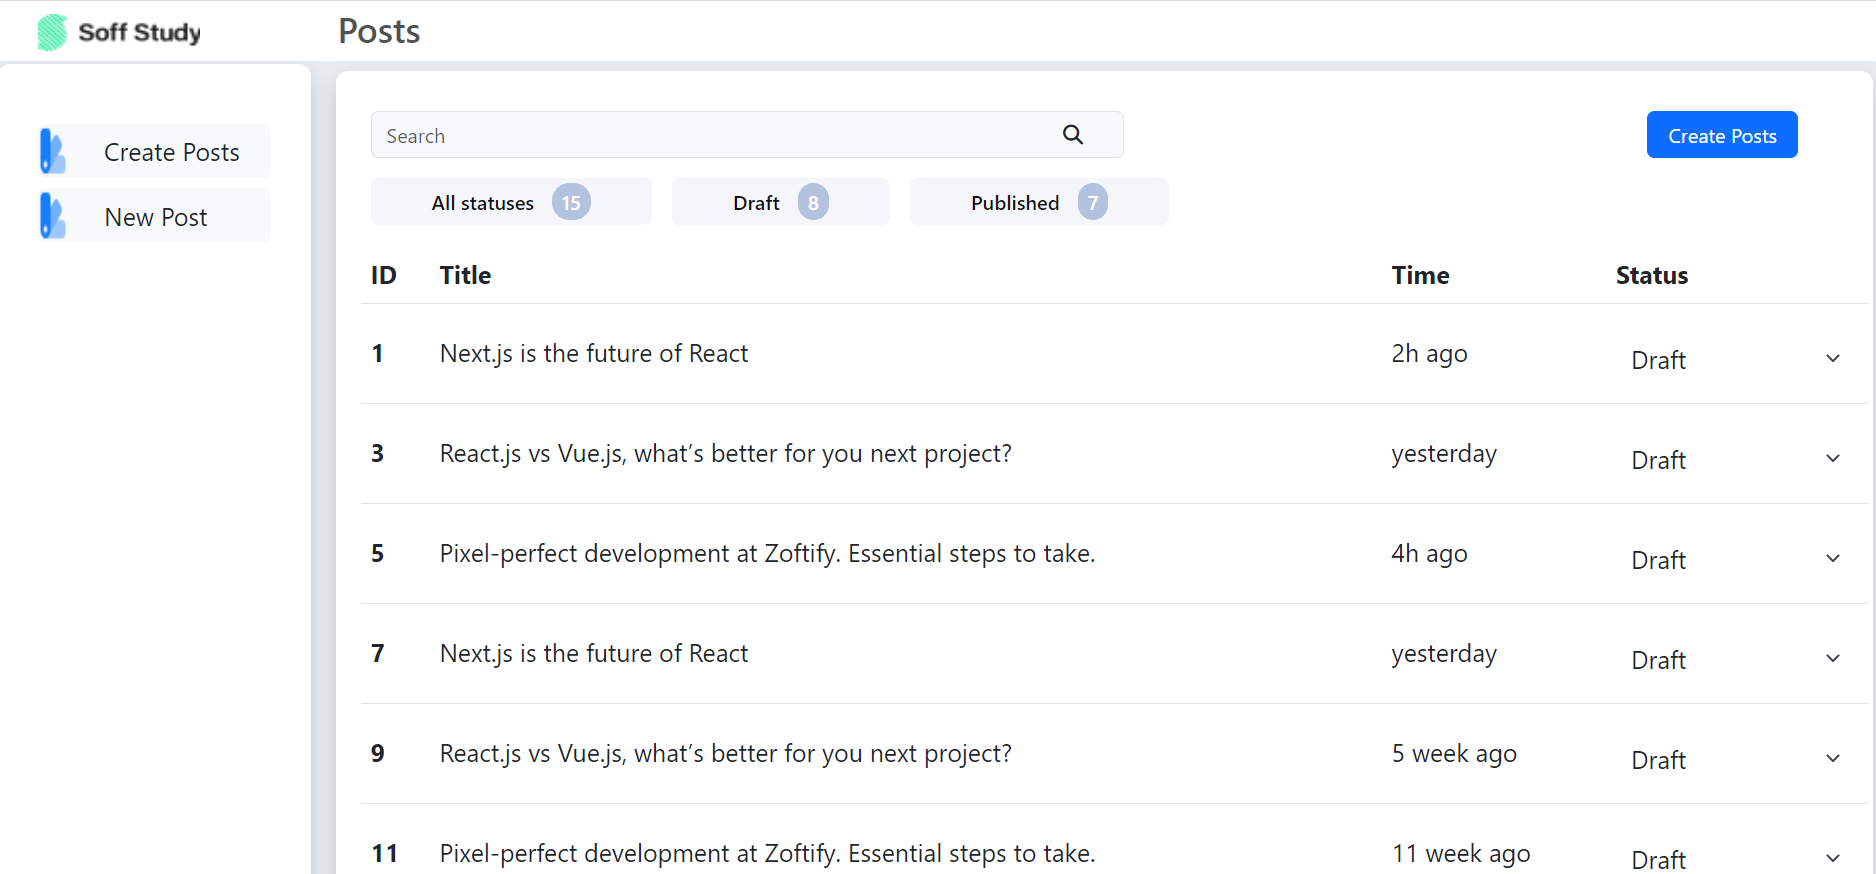 Soff Study
Posts
Create Posts
New Post
Search
Create Posts
All statuses 15 Draft 8 Published 7
ID Title Time Status
1 Next.js is the future of React 2h ago Draft
3 React.js vs Vue.js, what’s better for you next project? yesterday Draft
5 Pixel-perfect development at Zoftify. Essential steps to take. 4h ago Draft
7 Next.js is the future of React yesterday Draft
9 React.js vs Vue.js, what’s better for you next project? 5 week ago Draft
11 Pixel-perfect development at Zoftify. Essential steps to take. 11 week ago Draft